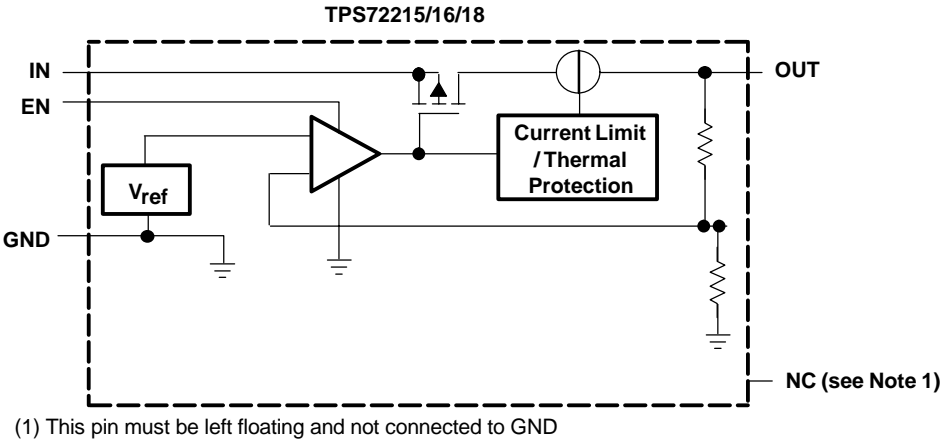 TPS72215/16/18
IN
OUT
EN
Current Limit
/ Thermal
Protection
Vref
GND
NC (see Note 1)
(1) This pin must be left floating and not connected to GND